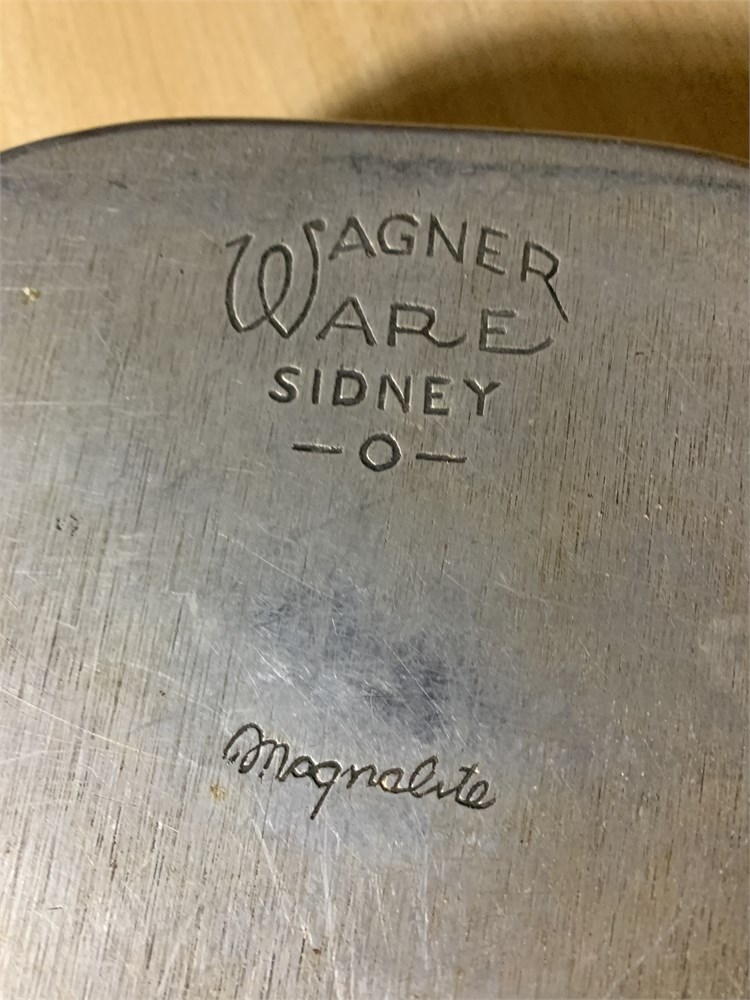 WAGNER
WARE
SIDNEY
-O-
Magnalite